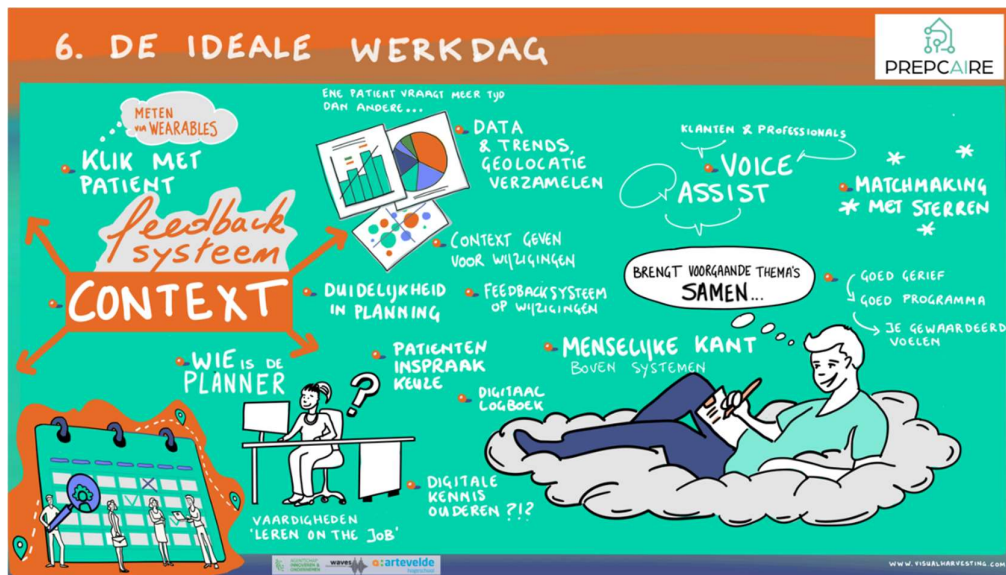 6. DE IDEALE WERKDAG
PREPCAIRE
METEN
VIA WEARABLES
KLIK MET
PATIENT
feedback
systeem
CONTEXT
ENE PATIENT VRAAGT MEER TIJD
DAN ANDERE...
DATA
& TRENDS,
GEOLOCATIE
VERZAMELEN
CONTEXT GEVEN
VOOR WIJZIGINGEN
DUIDELIJKHEID
IN PLANNING
FEEDBACKSYSTEEM
OP WIJZIGINGEN
KLANTEN & PROFESSIONALS
VOICE
ASSIST
MATCHMAKING
MET STERREN
BRENGT VOORGAANDE THEMA'S
SAMEN...
GOED GERIEF
GOED PROGRAMMA
JE GEWAARDEERD
VOELEN
WIE IS DE
PLANNER
PATIENTEN
INSPRAAK
KEUZE
?
MENSELIJKE KANT
BOVEN SYSTEMEN
DIGITAAL
LOGBOEK
DIGITALE
KENNIS
OUDEREN ?!?
VAARDIGHEDEN
'LEREN ON THE JOB'
waves
a:artevelde
hogeschool
WWW.VISUALHARVESTING.COM